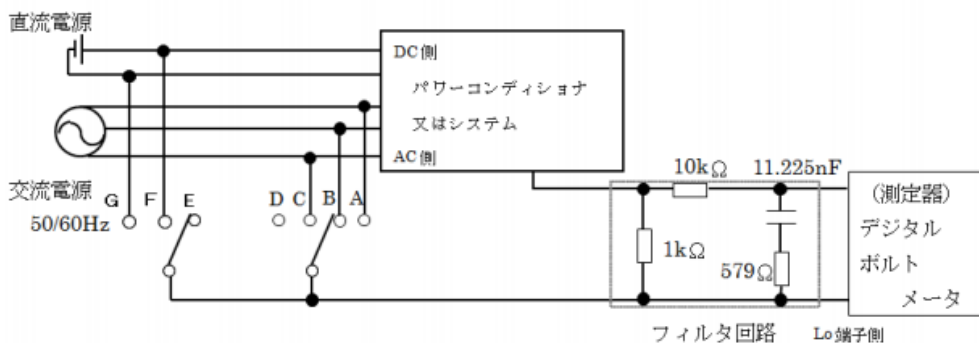 直流電源
DC側
パワーコンディショナ
又はシステム
AC側
交流電源
50/60Hz
G F E
D C B A
10kΩ
11.225nF
1kΩ
579Ω
(測定器)
デジタル
ボルト
メータ
フィルタ回路
Lo端子側